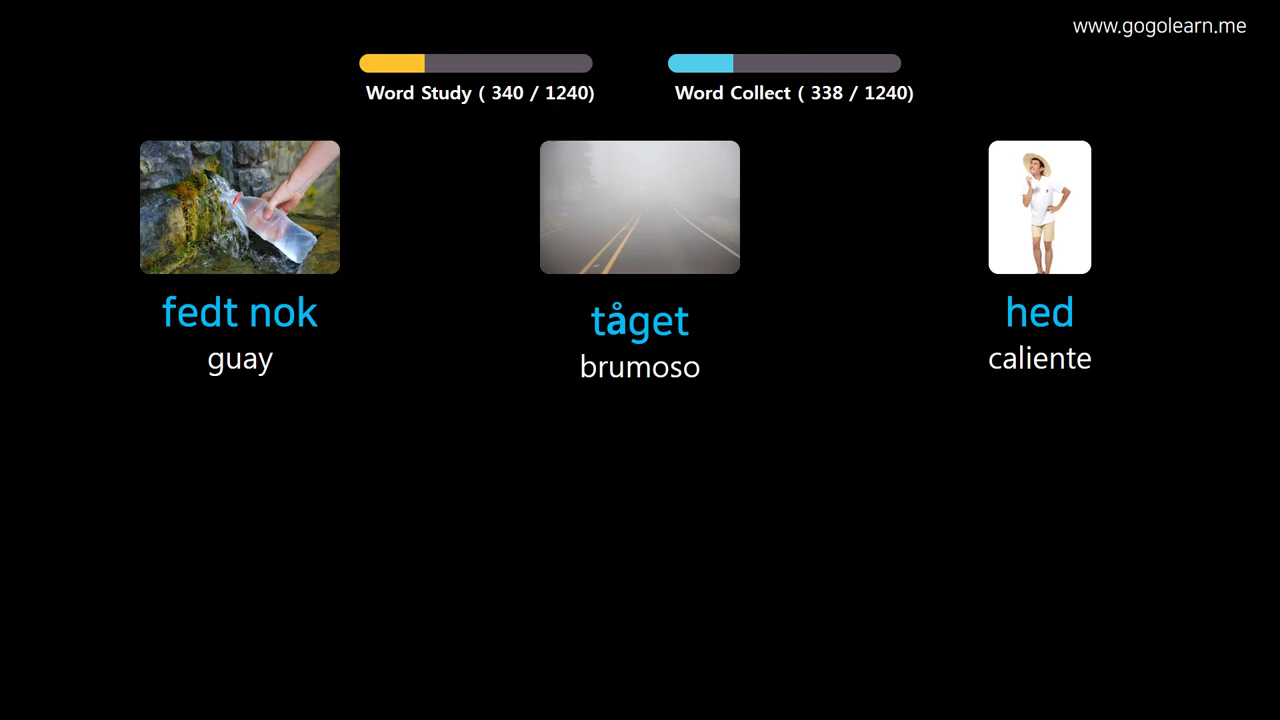 www.gogolearn.me
Word Study ( 340 / 1240)
Word Collect ( 338 / 1240)
fedt nok
guay
tåget
brumoso
hed
caliente